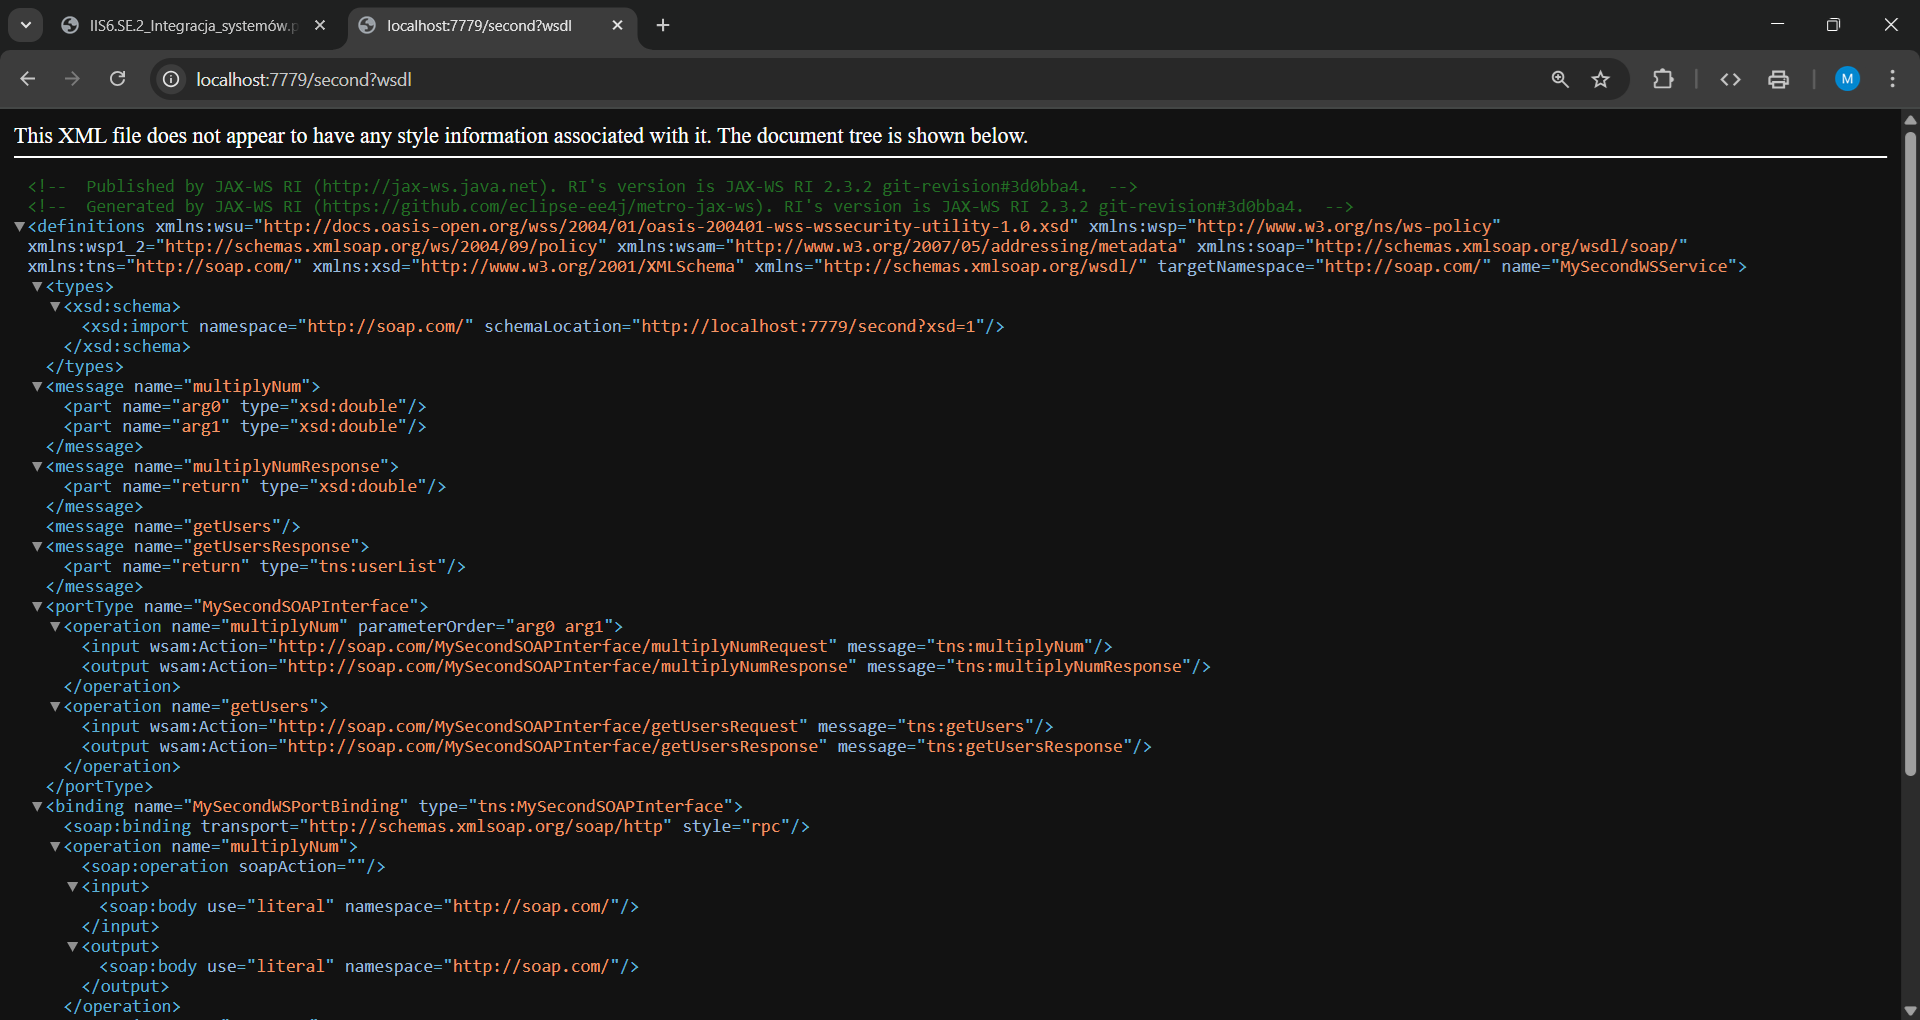 IIS6.SE.2_Integracja_systemów.p
localhost:7779/second?wsdl
localhost:7779/second?wsdl
M
This XML file does not appear to have any style information associated with it. The document tree is shown below.
<!-- Published by JAX-WS RI (http://jax-ws.java.net). RI's version is JAX-WS RI 2.3.2 git-revision#3d0bba4. -->
<!-- Generated by JAX-WS RI (https://github.com/eclipse-ee4j/metro-jax-ws). RI's version is JAX-WS RI 2.3.2 git-revision#3d0bba4. -->
<definitions xmlns:wsu="http://docs.oasis-open.org/wss/2004/01/oasis-200401-wss-wssecurity-utility-1.0.xsd" xmlns:wsp="http://www.w3.org/ns/ws-policy"
xmlns:wsp1_2="http://schemas.xmlsoap.org/ws/2004/09/policy" xmlns:wsam="http://www.w3.org/2007/05/addressing/metadata" xmlns:soap="http://schemas.xmlsoap.org/wsdl/soap/"
xmlns:tns="http://soap.com/" xmlns:xsd="http://www.w3.org/2001/XMLSchema" xmlns="http://schemas.xmlsoap.org/wsdl/" targetNamespace="http://soap.com/" name="MySecondWSService">
<types>
<xsd:schema>
<xsd:import namespace="http://soap.com/" schemaLocation="http://localhost:7779/second?xsd=1"/>
</xsd:schema>
</types>
<message name="multiplyNum">
<part name="arg0" type="xsd:double"/>
<part name="arg1" type="xsd:double"/>
</message>
<message name="multiplyNumResponse">
<part name="return" type="xsd:double"/>
</message>
<message name="getUsers"/>
<message name="getUsersResponse">
<part name="return" type="tns:userList"/>
</message>
<portType name="MySecondSOAPInterface">
<operation name="multiplyNum" parameterOrder="arg0 arg1">
<input wsam:Action="http://soap.com/MySecondSOAPInterface/multiplyNumRequest" message="tns:multiplyNum"/>
<output wsam:Action="http://soap.com/MySecondSOAPInterface/multiplyNumResponse" message="tns:multiplyNumResponse"/>
</operation>
<operation name="getUsers">
<input wsam:Action="http://soap.com/MySecondSOAPInterface/getUsersRequest" message="tns:getUsers"/>
<output wsam:Action="http://soap.com/MySecondSOAPInterface/getUsersResponse" message="tns:getUsersResponse"/>
</operation>
</portType>
<binding name="MySecondWSPortBinding" type="tns:MySecondSOAPInterface">
<soap:binding transport="http://schemas.xmlsoap.org/soap/http" style="rpc"/>
<operation name="multiplyNum">
<soap:operation soapAction=""/>
<input>
<soap:body use="literal" namespace="http://soap.com/"/>
</input>
<output>
<soap:body use="literal" namespace="http://soap.com/"/>
</output>
</operation>